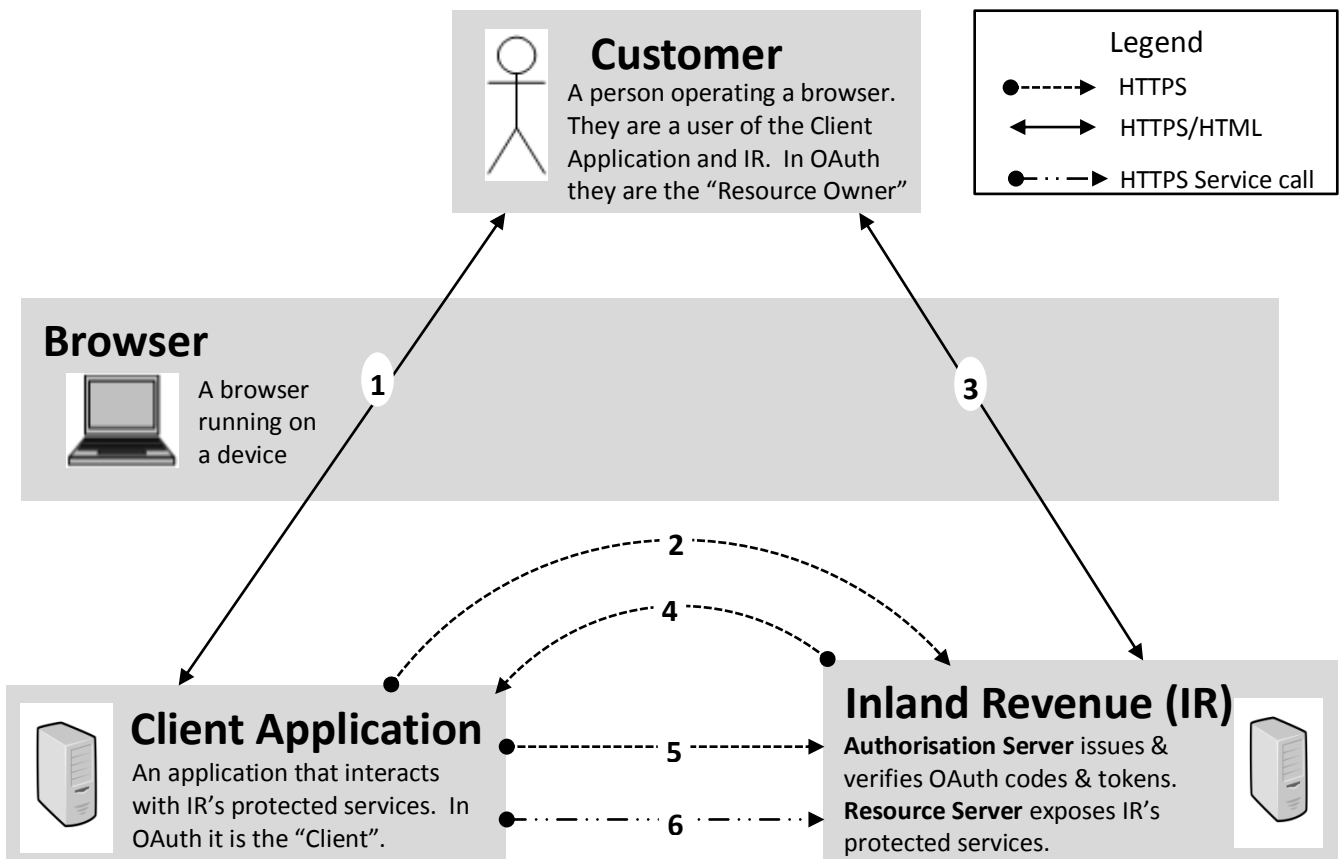 Customer
A person operating a browser.
They are a user of the Client
Application and IR. In OAuth
they are the “Resource Owner”
Legend
HTTPS
HTTPS/HTML
HTTPS Service call
Browser
A browser
running on
a device
1
3
2
4
5
6
Client Application
An application that interacts
with IR’s protected services. In
OAuth it is the “Client”.
Inland Revenue (IR)
Authorisation Server issues &
verifies OAuth codes & tokens.
Resource Server exposes IR’s
protected services.